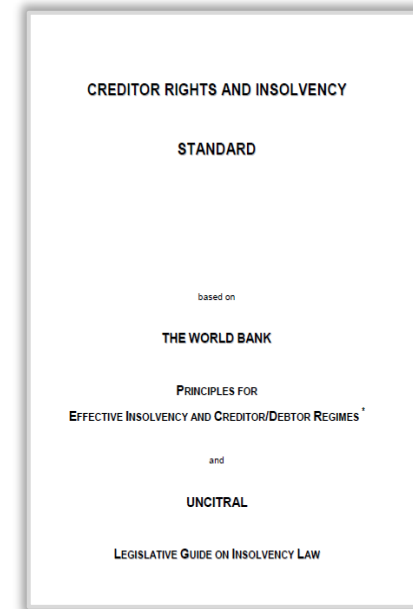 CREDITOR RIGHTS AND INSOLVENCY
STANDARD
based on
THE WORLD BANK
PRINCIPLES FOR
EFFECTIVE INSOLVENCY AND CREDITOR/DEBTOR REGIMES *
and
UNCITRAL
LEGISLATIVE GUIDE ON INSOLVENCY LAW